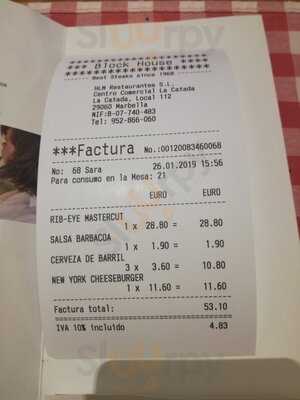 Block House
Best Steaks since 1968
HLM Restaurantes S.L.
Centro Comercial La Cañada
La Cañada, Local 112
29060 Marbella
NIF:B-07-740-483
Tel: 952-866-060
***Factura No.:00120083460068
No: 68 Sara 26.01.2019 15:56
Para consumo en la Mesa: 21
EURO EURO
RIB-EYE MASTERCUT
1 x 28.80 = 28.80
SALSA BARBACOA
1 x 1.90 = 1.90
CERVEZA DE BARRIL
3 x 3.60 = 10.80
NEW YORK CHEESEBURGER
1 x 11.60 = 11.60
Factura total: 53.10
IVA 10% incluido 4.83